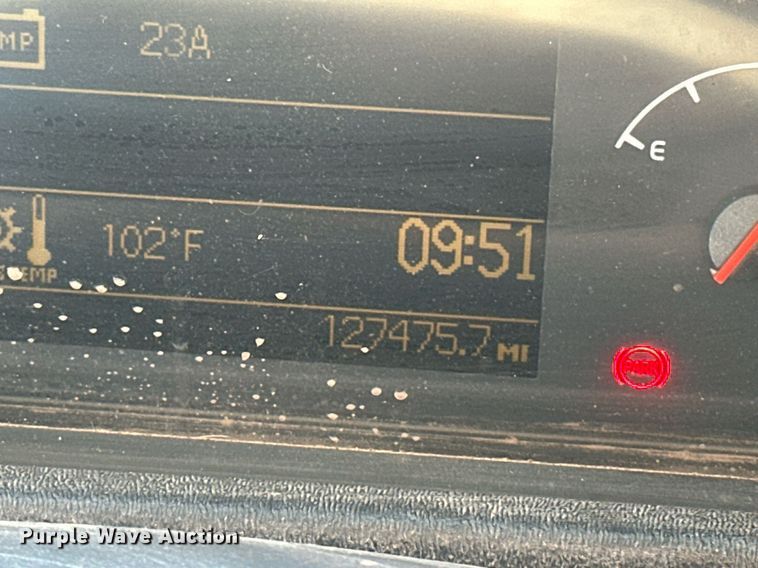 MP 23A
E
102°F 09:51
EMP
127475.7 MI
Purple Wave Auction